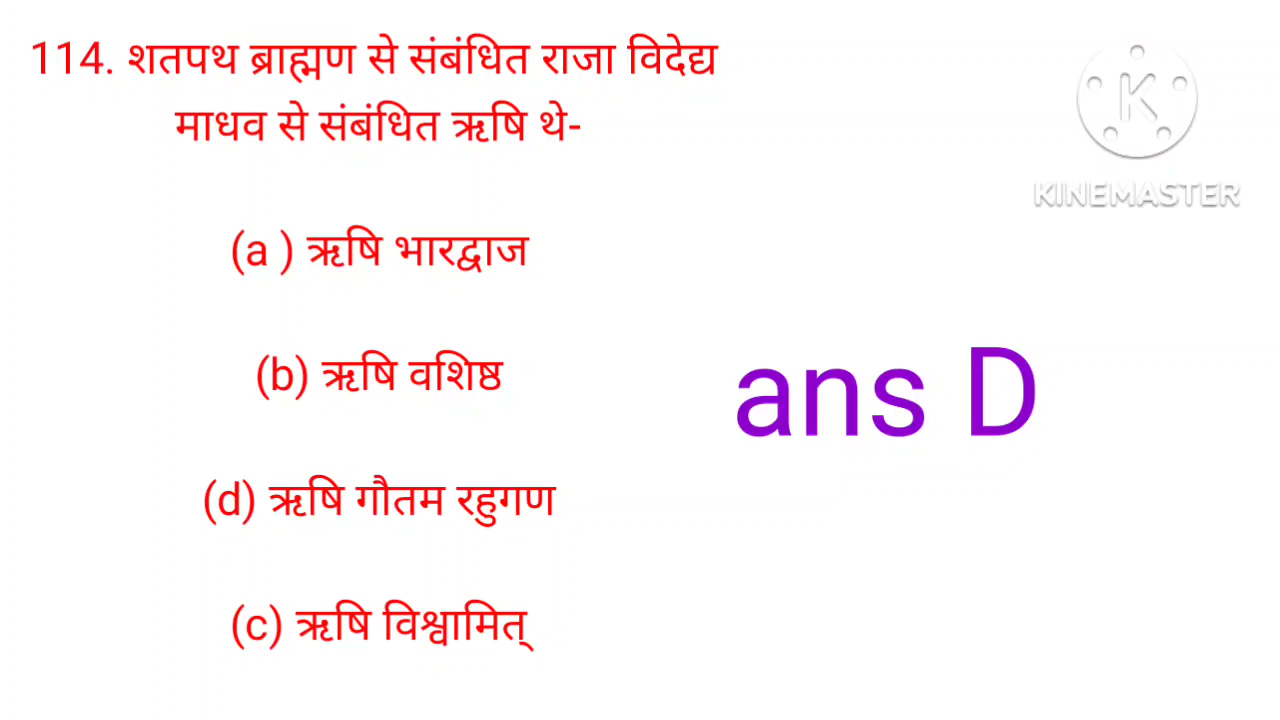 114. शतपथ ब्राह्मण से संबंधित राजा विदेद्य
माधव से संबंधित ऋषि थे-
KINEMASTER
(a ) ऋषि भारद्वाज
(b) ऋषि वशिष्ठ
ans D
(d) ऋषि गौतम रहुगण
(c) ऋषि विश्वामित्